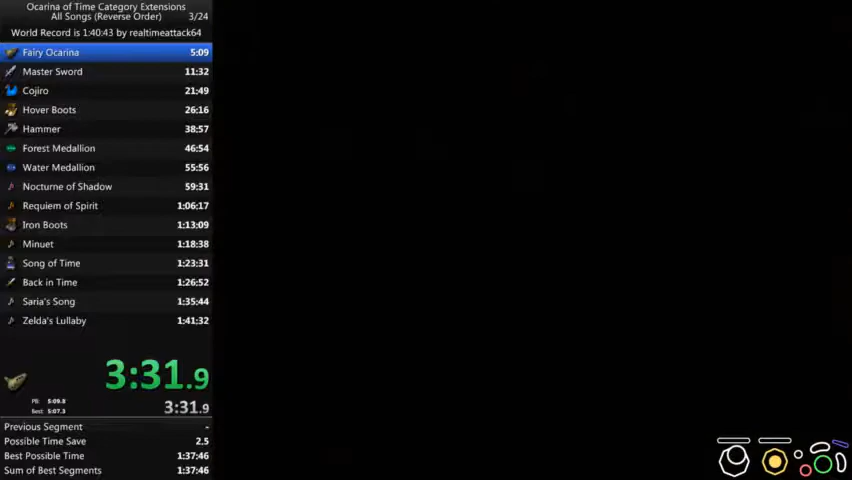 Ocarina of Time Category Extensions
All Songs (Reverse Order) 3/24
World Record is 1:40:43 by realtimeattack64
Fairy Ocarina 5:09
Master Sword 11:32
Cojiro 21:49
Hover Boots 26:16
Hammer 38:57
Forest Medallion 46:54
Water Medallion 55:56
Nocturne of Shadow 59:31
Requiem of Spirit 1:06:17
Iron Boots 1:13:09
Minuet 1:18:38
Song of Time 1:23:31
Back in Time 1:26:52
Saria's Song 1:35:44
Zelda's Lullaby 1:41:32
3:31.9
PB: 5:09.8
Best: 5:07.3
3:31.9
Previous Segment -
Possible Time Save 2.5
Best Possible Time 1:37:46
Sum of Best Segments 1:37:46